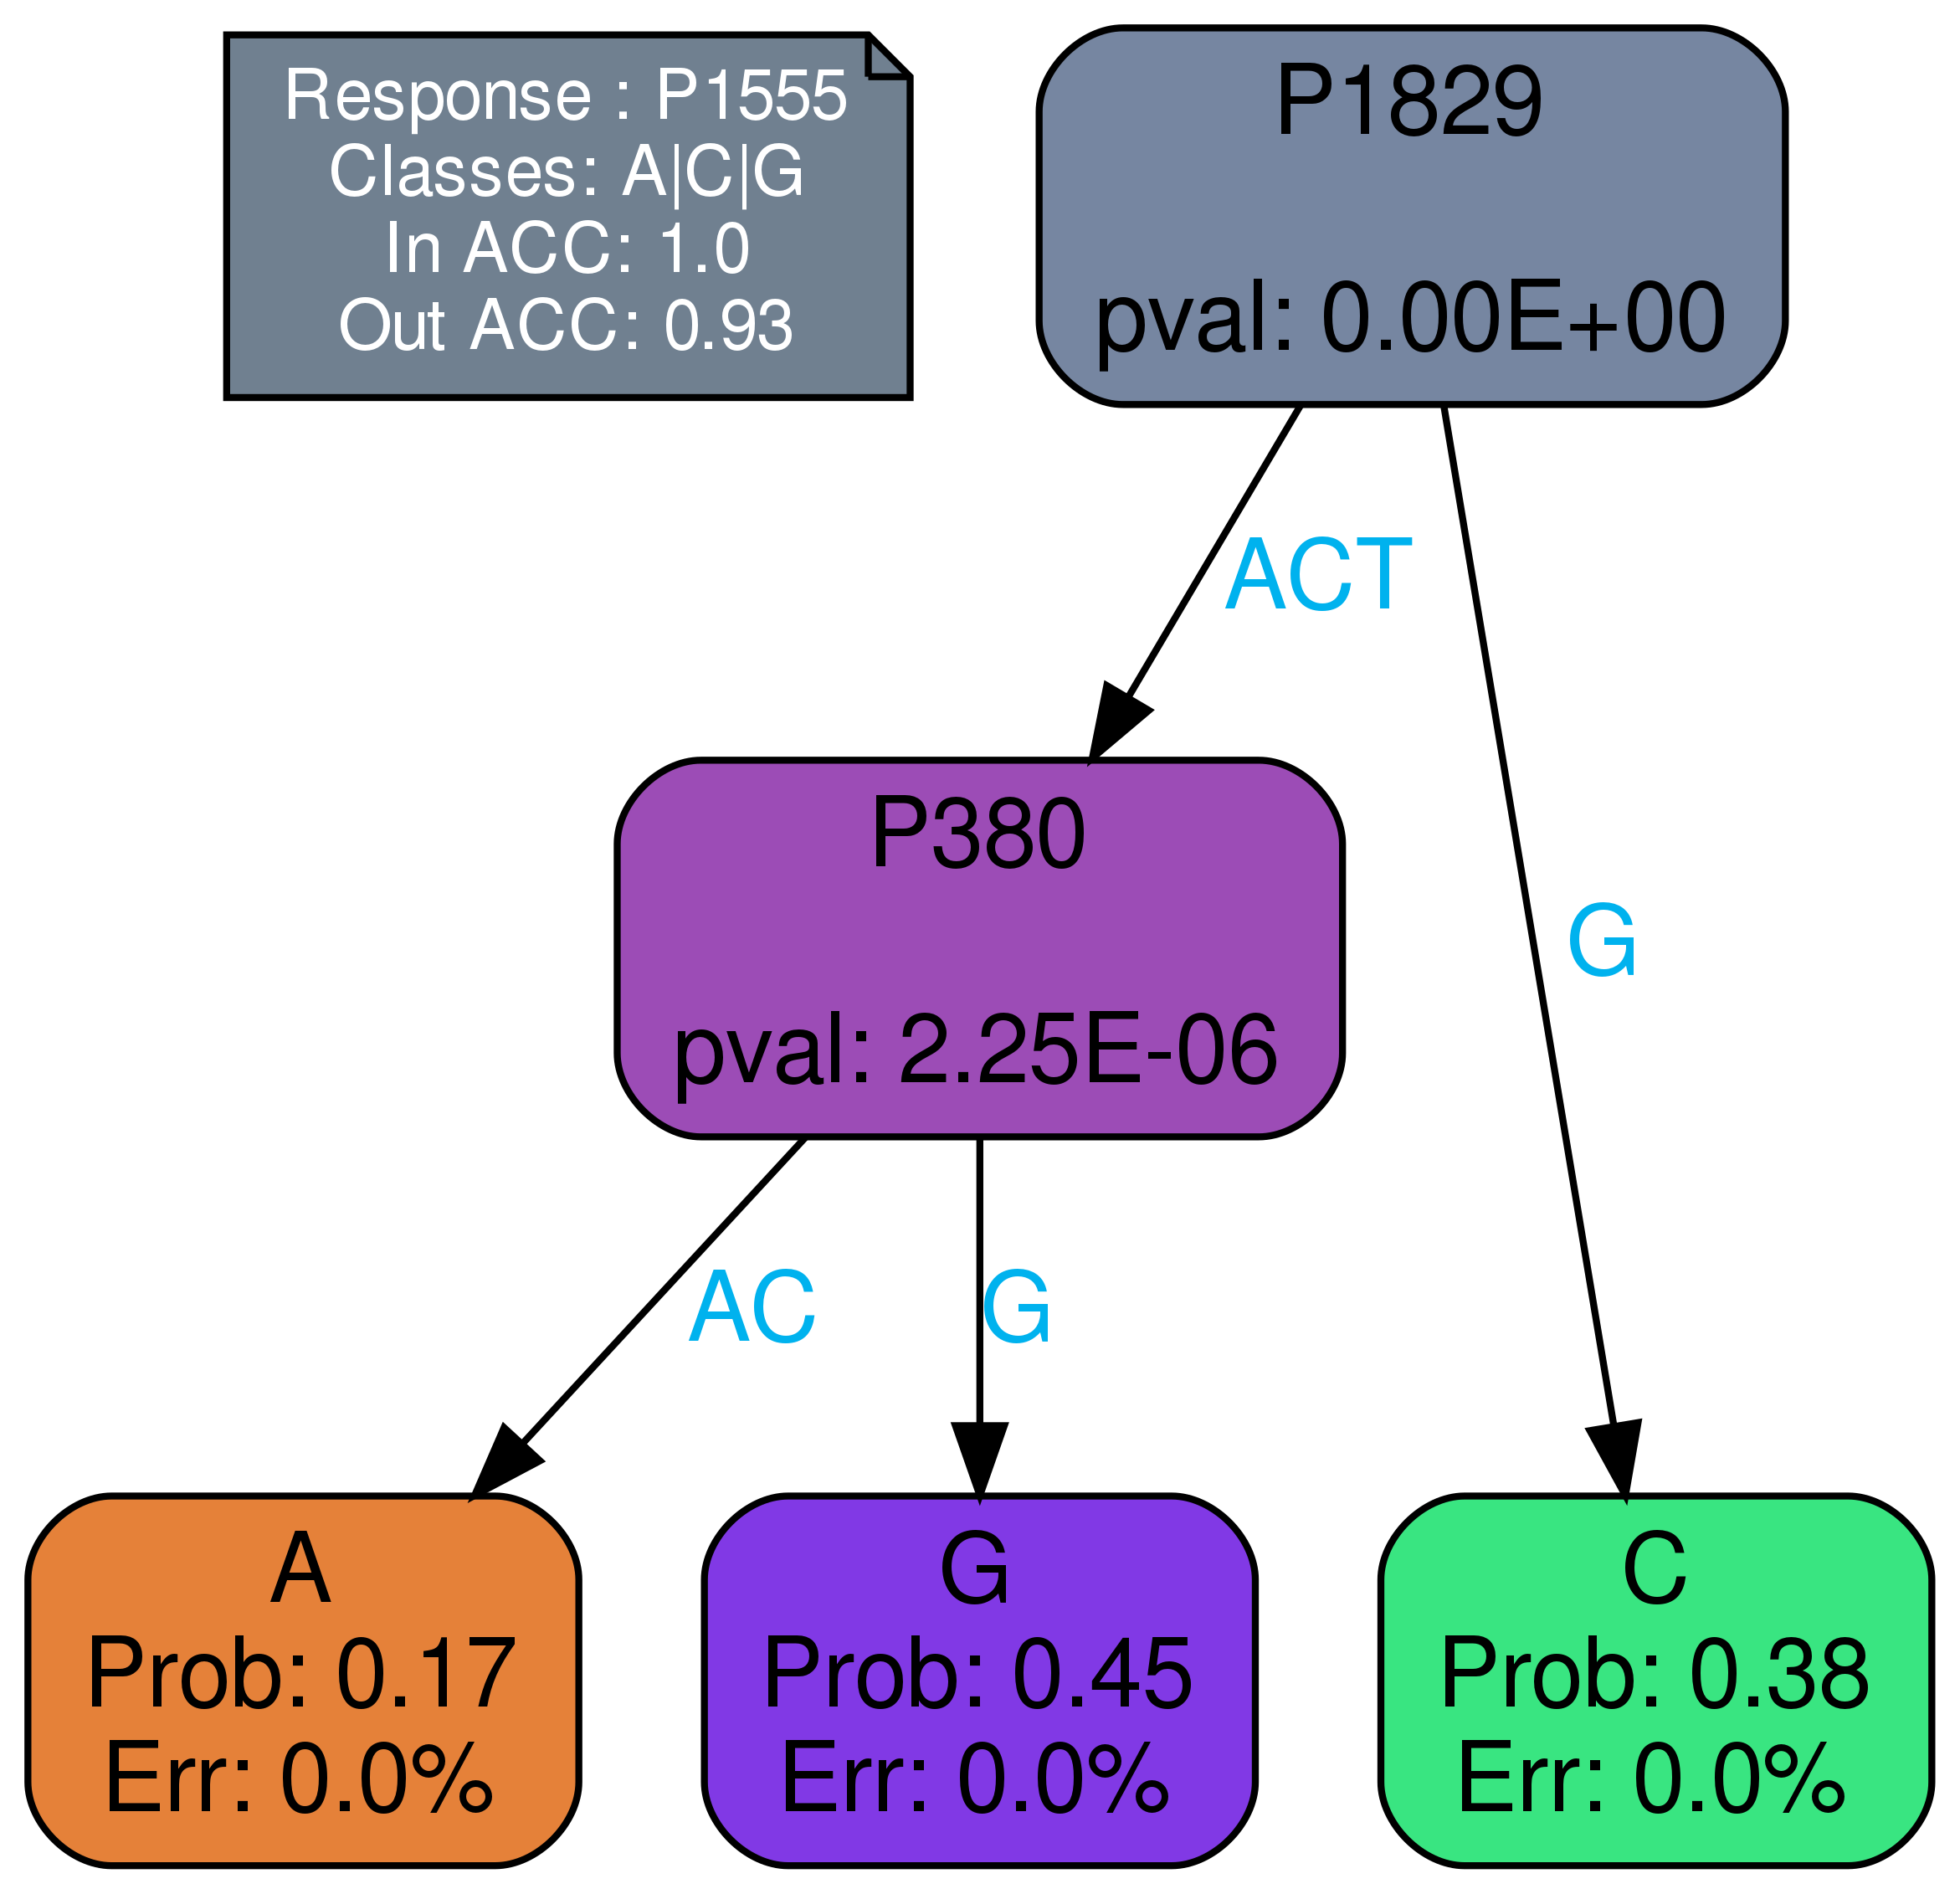 Response : P1555
Classes: A|C|G
In ACC: 1.0
Out ACC: 0.93
P1829
pval: 0.00E+00
ACT
G
P380
pval: 2.25E-06
AC
G
A
Prob: 0.17
Err: 0.0%
G
Prob: 0.45
Err: 0.0%
C
Prob: 0.38
Err: 0.0%